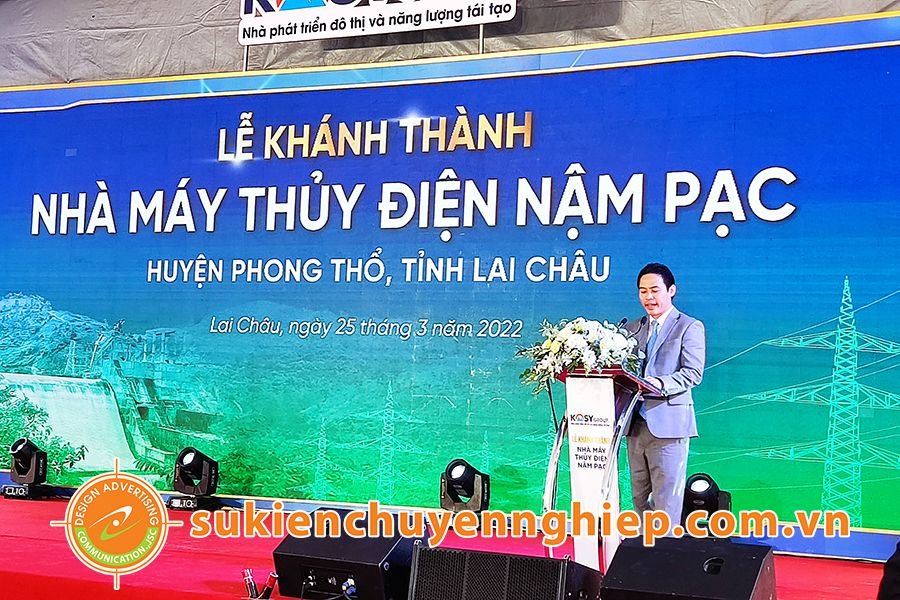 Nhà phát triển đô thị và năng lượng tái tạo
LỄ KHÁNH THÀNH
NHÀ MÁY THỦY ĐIỆN NẬM PẠC
HUYỆN PHONG THỔ, TỈNH LAI CHÂU
Lai Châu, ngày 25 tháng 3 năm 2022
KOSY GROUP
LỄ KHÁNH THÀNH
NHÀ MÁY
THỦY ĐIỆN
NẬM PẠC
DESIGN ADVERTISING
COMMUNICATION.,JSC
sukienchuyennghiep.com.vn